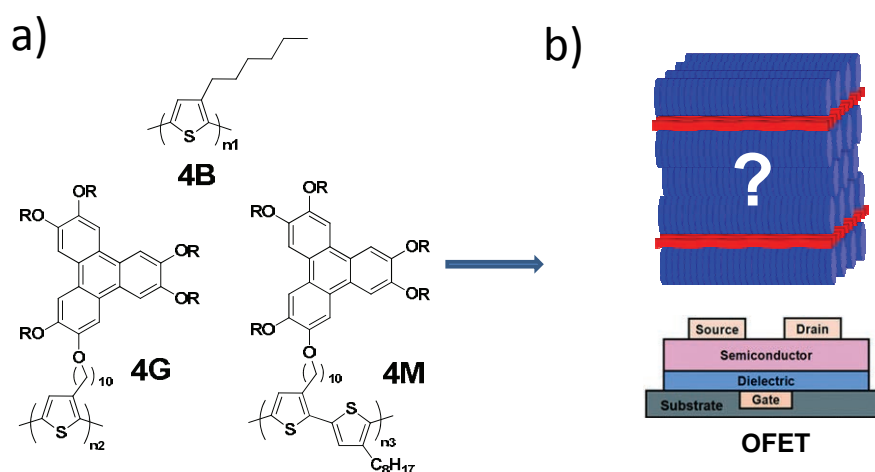 a)
b)
S
n1
4B
?
OR
RO
OR
RO
OR
O
10
4G
S
n2
OR
RO
OR
RO
OR
O
10
4M
S
S
n3
C8H17
Source
Drain
Semiconductor
Dielectric
Gate
Substrate
OFET